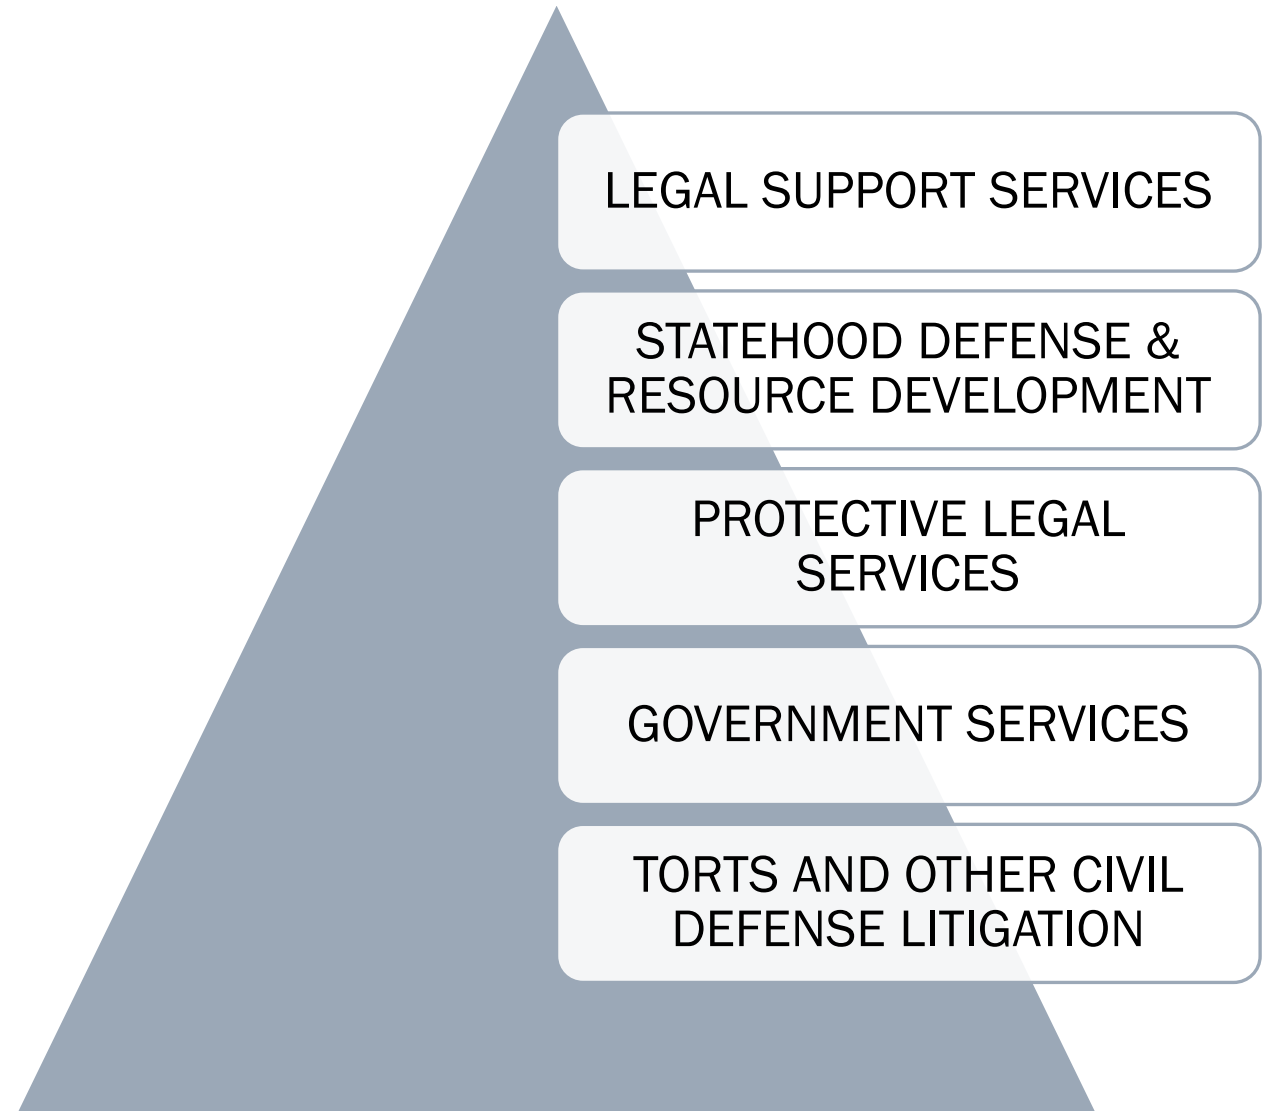 LEGAL SUPPORT SERVICES
STATEHOOD DEFENSE &
RESOURCE DEVELOPMENT
PROTECTIVE LEGAL
SERVICES
GOVERNMENT SERVICES
TORTS AND OTHER CIVIL
DEFENSE LITIGATION